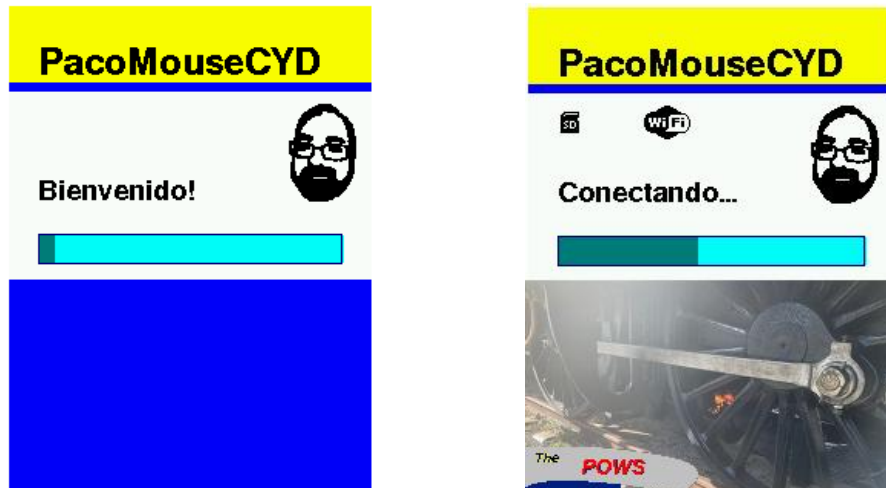 PacoMouseCYD
Bienvenido!
PacoMouseCYD
SD
WiFi
Conectando...
The
POWS